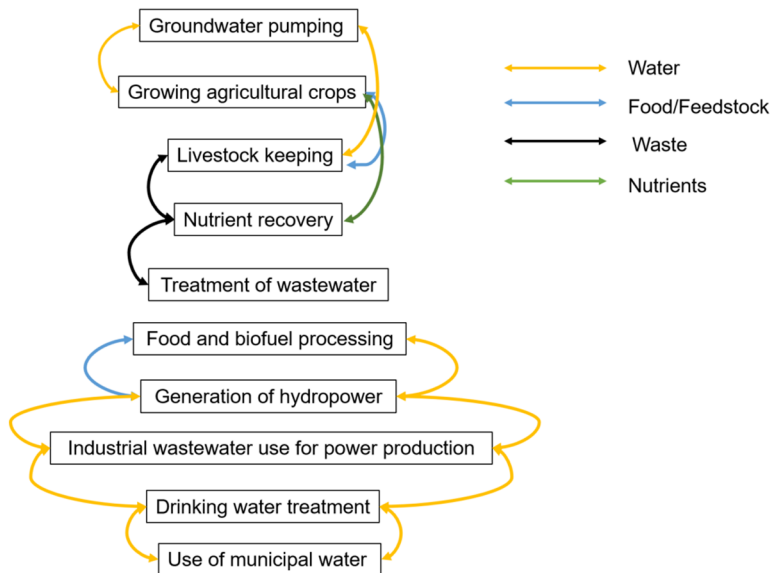 Groundwater pumping
Growing agricultural crops
Livestock keeping
Nutrient recovery
Treatment of wastewater
Food and biofuel processing
Generation of hydropower
Industrial wastewater use for power production
Drinking water treatment
Use of municipal water
Water
Food/Feedstock
Waste
Nutrients